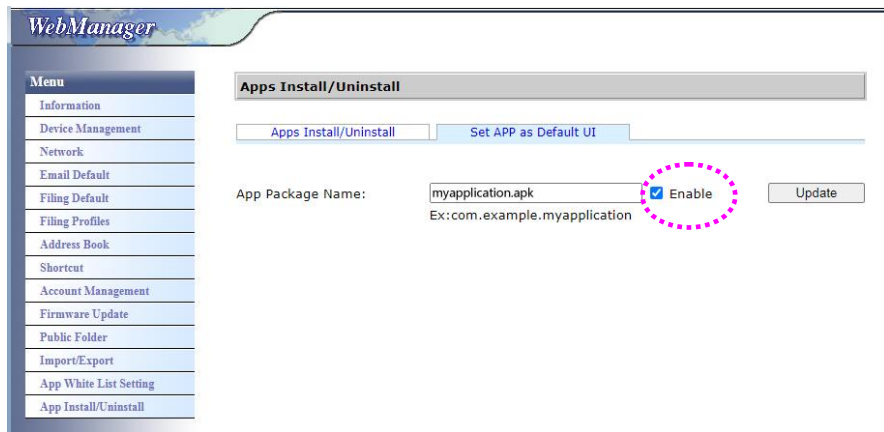 WebManager
Menu
Information
Device Management
Network
Email Default
Filing Default
Filing Profiles
Address Book
Shortcut
Account Management
Firmware Update
Public Folder
Import/Export
App White List Setting
App Install/Uninstall
Apps Install/Uninstall
Apps Install/Uninstall Set APP as Default UI
App Package Name: myapplication.apk Enable Update
Ex:com.example.myapplication